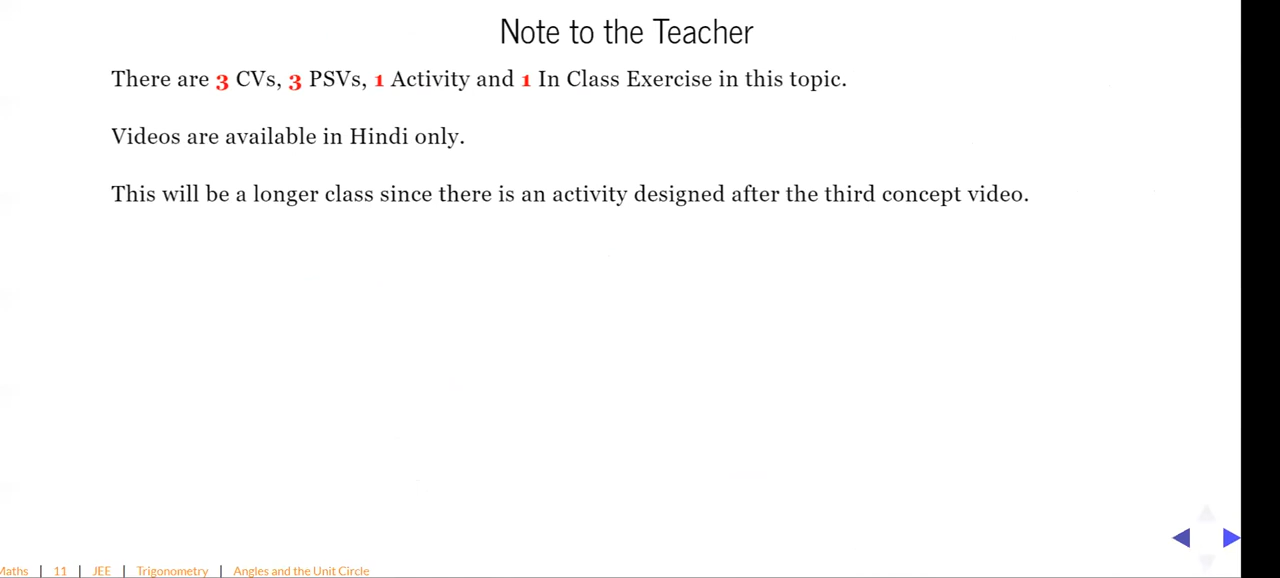 Note to the Teacher
There are 3 CVs, 3 PSVs, 1 Activity and 1 In Class Exercise in this topic.
Videos are available in Hindi only.
This will be a longer class since there is an activity designed after the third concept video.
Maths | 11 | JEE | Trigonometry | Angles and the Unit Circle